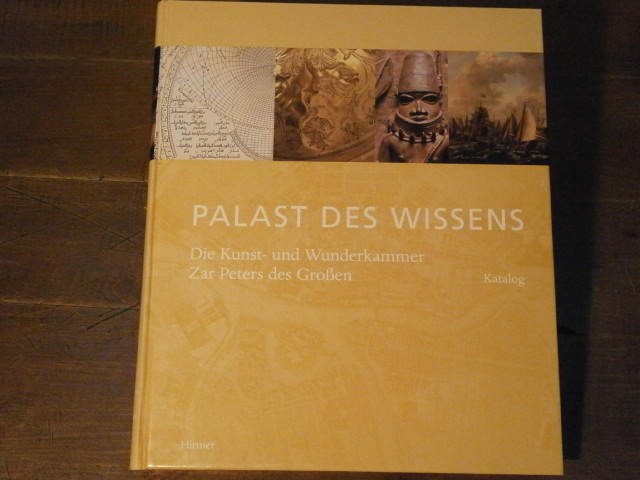 PALAST DES WISSENS
Die Kunst- und Wunderkammer
Zar Peters des Großen
Katalog
Hirmer